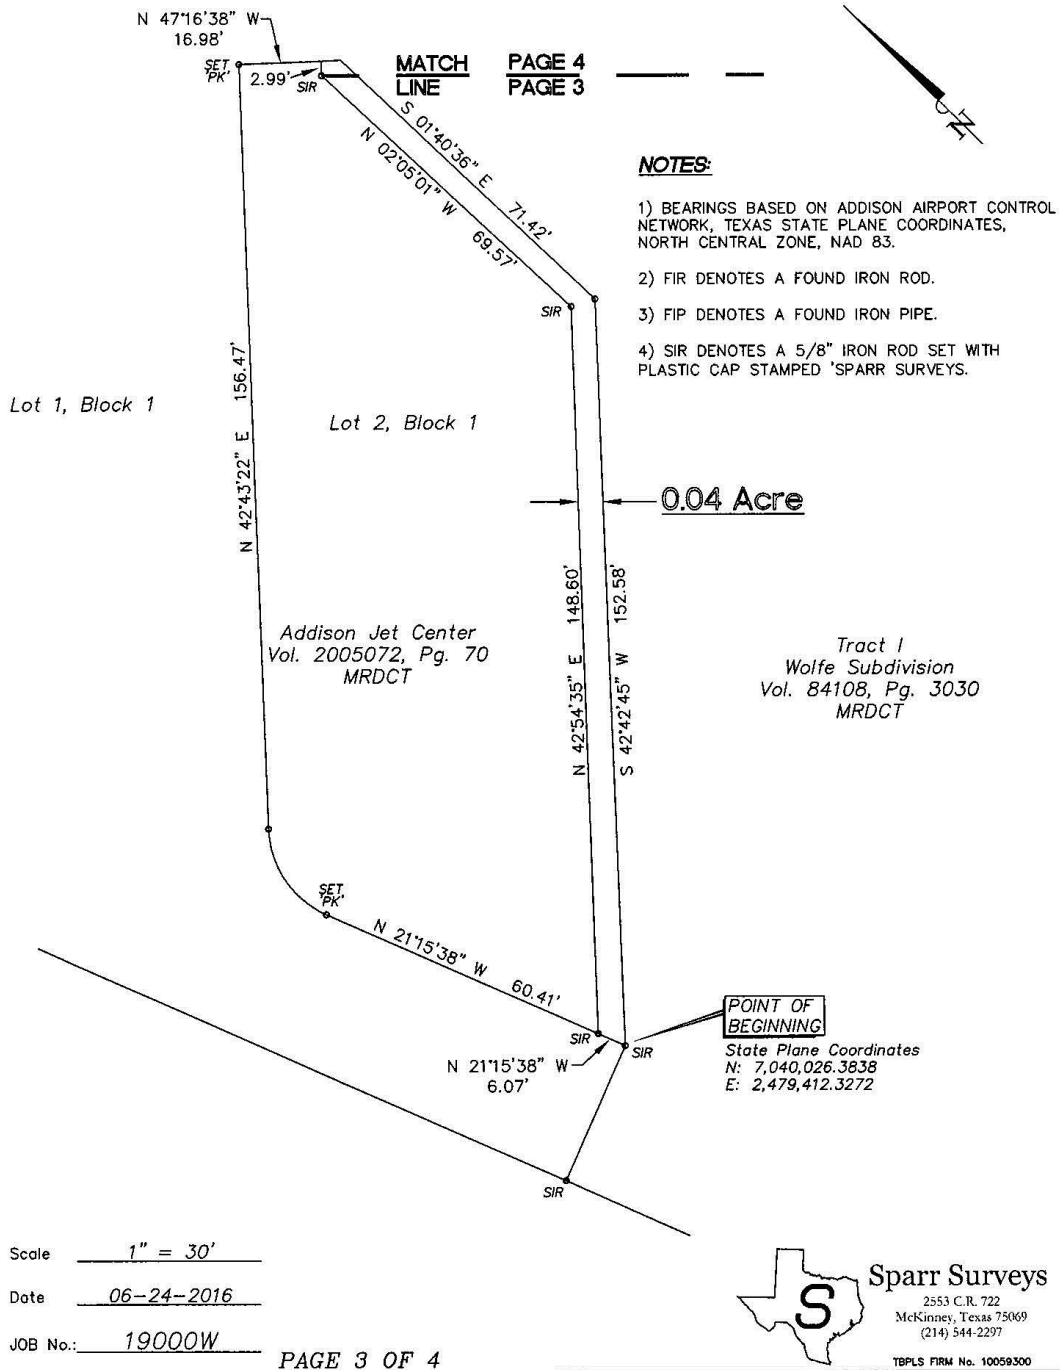 N 47°16'38" W
16.98'
SET
'PK'
2.99'
SIR
MATCH PAGE 4
LINE PAGE 3
S 01°40'36" E 71.42'
N 02°05'01" W 69.57'
SIR
N
NOTES:
1) BEARINGS BASED ON ADDISON AIRPORT CONTROL
NETWORK, TEXAS STATE PLANE COORDINATES,
NORTH CENTRAL ZONE, NAD 83.
2) FIR DENOTES A FOUND IRON ROD.
3) FIP DENOTES A FOUND IRON PIPE.
4) SIR DENOTES A 5/8" IRON ROD SET WITH
PLASTIC CAP STAMPED 'SPARR SURVEYS.
Lot 1, Block 1
N 42°43'22" E 156.47'
Lot 2, Block 1
0.04 Acre
Addison Jet Center
Vol. 2005072, Pg. 70
MRDCT
N 42°54'35" E 148.60'
S 42°42'45" W 152.58'
Tract I
Wolfe Subdivision
Vol. 84108, Pg. 3030
MRDCT
SET
'PK'
N 21°15'38" W 60.41'
SIR
SIR
N 21°15'38" W
6.07'
POINT OF
BEGINNING
State Plane Coordinates
N: 7,040,026.3838
E: 2,479,412.3272
SIR
Scale 1" = 30'
Date 06-24-2016
JOB No.: 19000W
PAGE 3 OF 4
S
Sparr Surveys
2553 C.R. 722
McKinney, Texas 75069
(214) 544-2297
TBPLS FIRM No. 10059300